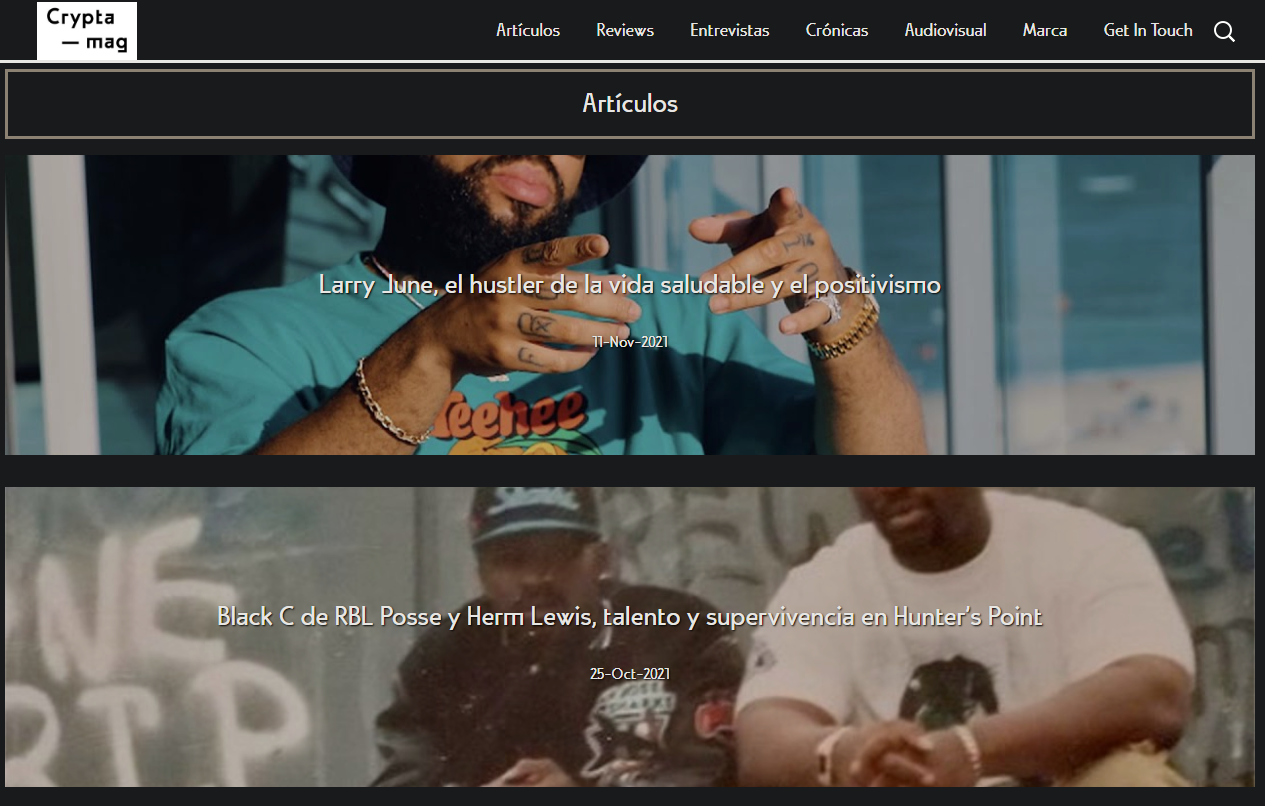 Crypta
— mag
Artículos Reviews Entrevistas Crónicas Audiovisual Marca Get In Touch
Artículos
Larry June, el hustler de la vida saludable y el positivismo
11-Nov-2021
Yeehee
Black C de RBL Posse y Herm Lewis, talento y supervivencia en Hunter's Point
25-Oct-2021
SHARKS